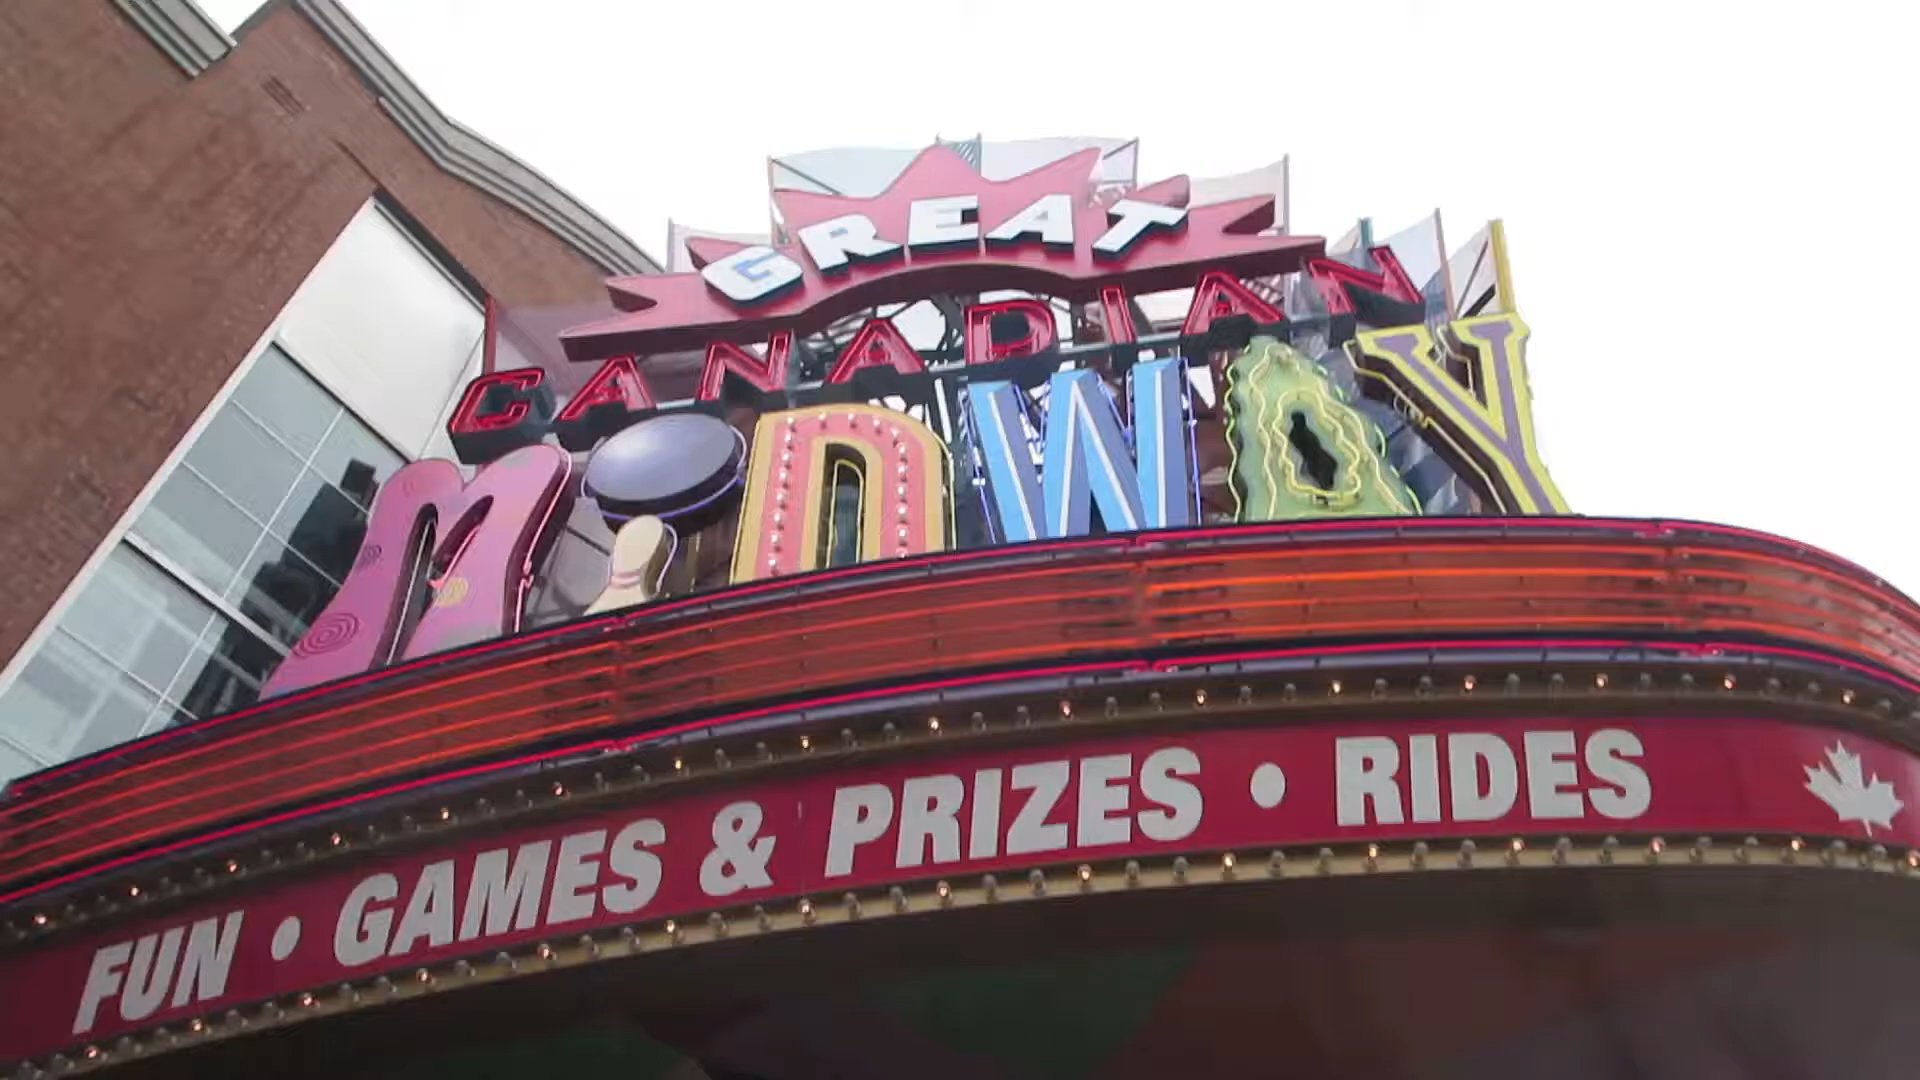 GREAT
CANADIAN
MiDWAY
FUN • GAMES & PRIZES • RIDES